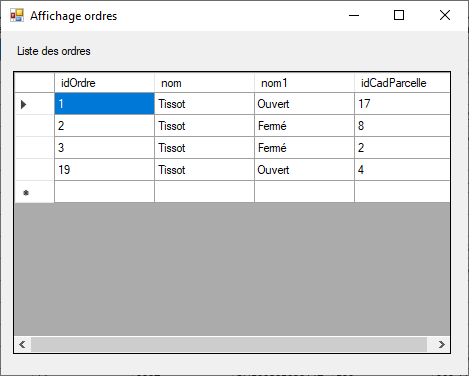 Affichage ordres
Liste des ordres
idOrdre nom nom1 idCadParcelle
1 Tissot Ouvert 17
2 Tissot Fermé 8
3 Tissot Fermé 2
19 Tissot Ouvert 4